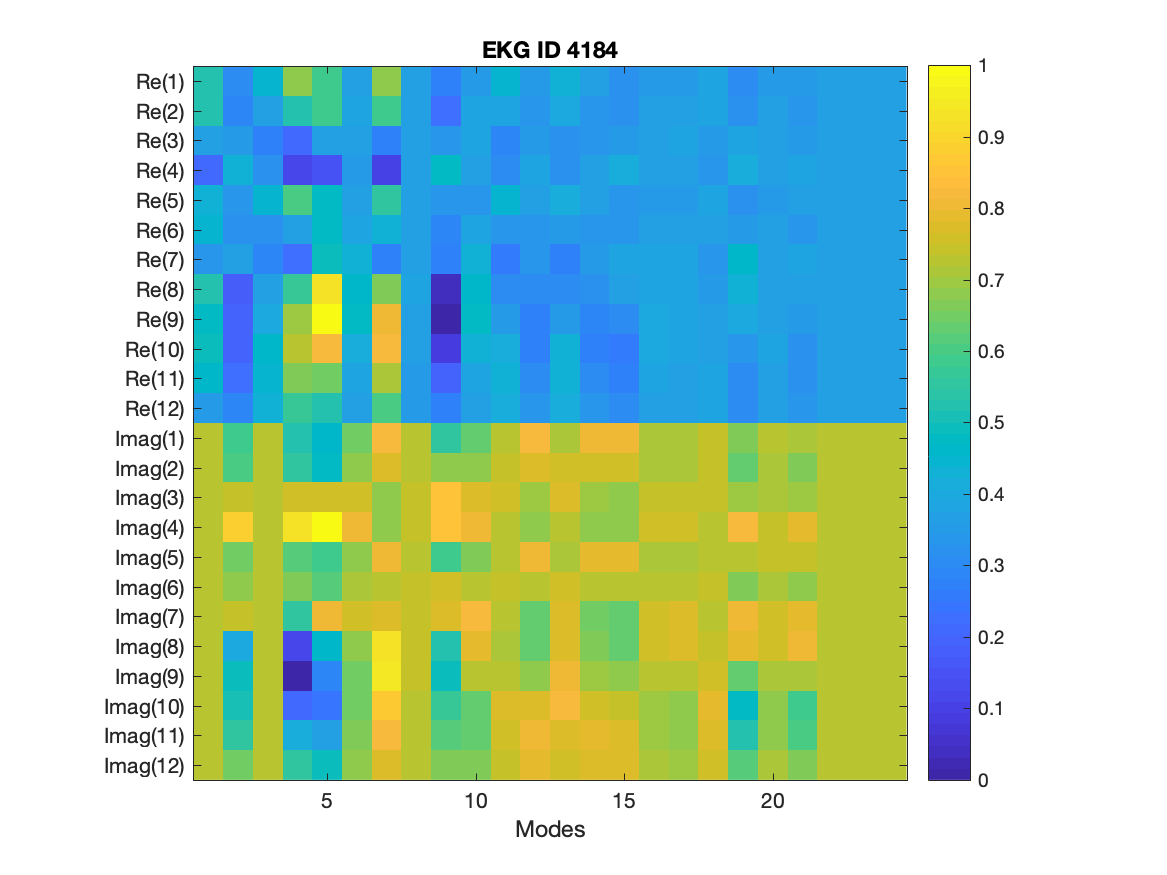 EKG ID 4184
Re(1)
Re(2)
Re(3)
Re(4)
Re(5)
Re(6)
Re(7)
Re(8)
Re(9)
Re(10)
Re(11)
Re(12)
Imag(1)
Imag(2)
Imag(3)
Imag(4)
Imag(5)
Imag(6)
Imag(7)
Imag(8)
Imag(9)
Imag(10)
Imag(11)
Imag(12)
5 10 15 20
Modes
1
0.9
0.8
0.7
0.6
0.5
0.4
0.3
0.2
0.1
0